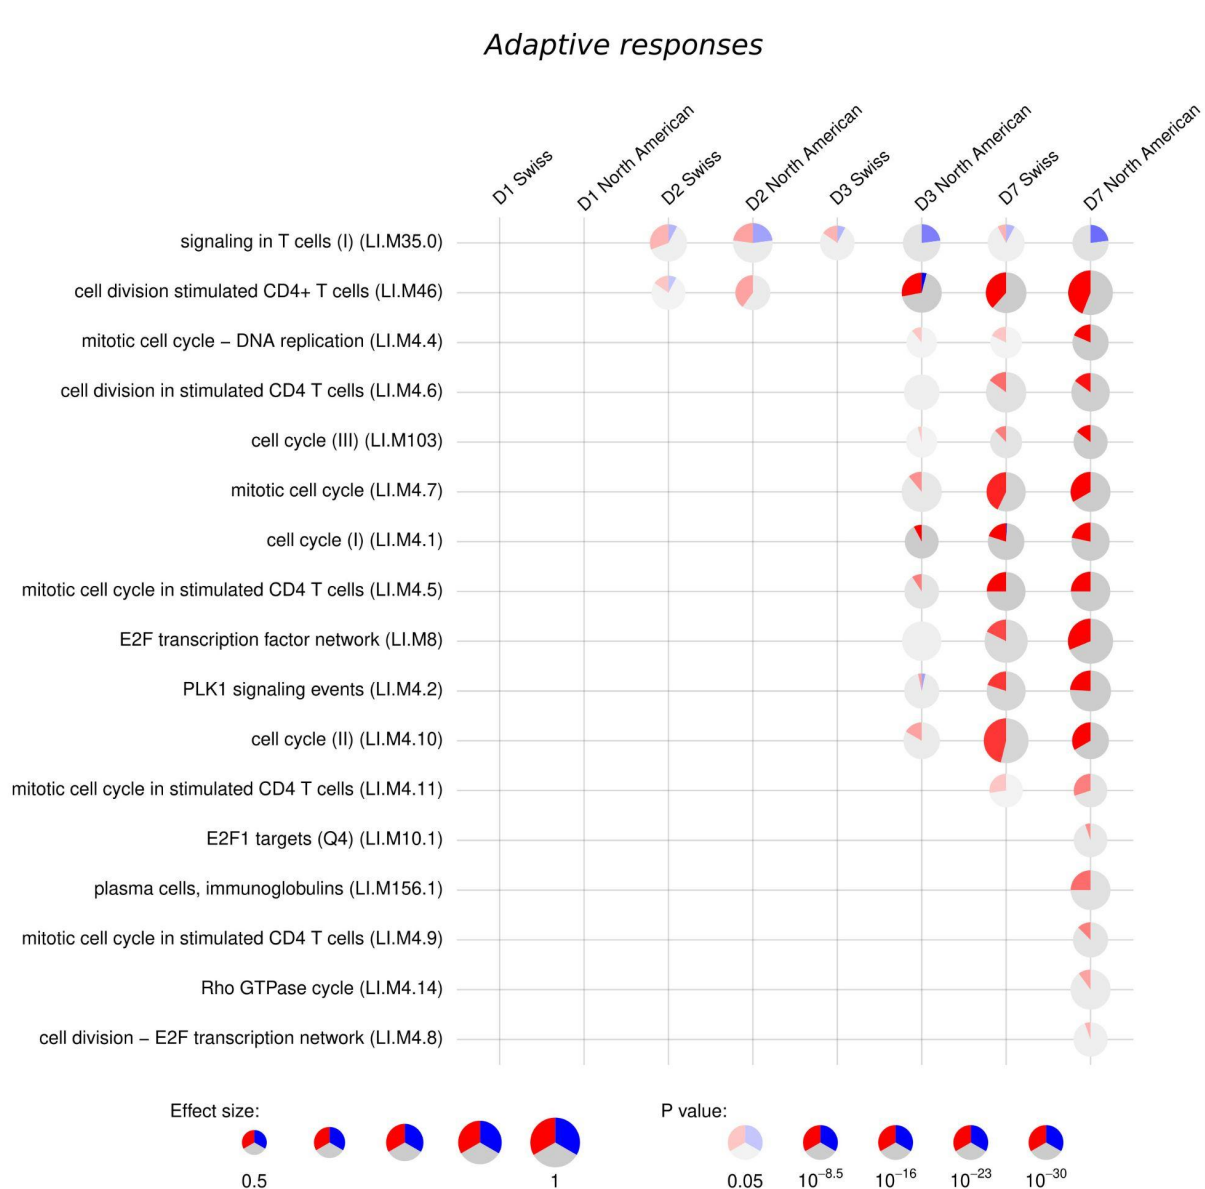 Adaptive responses
D1 Swiss
D1 North American
D2 Swiss
D2 North American
D3 Swiss
D3 North American
D7 Swiss
D7 North American
signaling in T cells (I) (LI.M35.0)
cell division stimulated CD4+ T cells (LI.M46)
mitotic cell cycle − DNA replication (LI.M4.4)
cell division in stimulated CD4 T cells (LI.M4.6)
cell cycle (III) (LI.M103)
mitotic cell cycle (LI.M4.7)
cell cycle (I) (LI.M4.1)
mitotic cell cycle in stimulated CD4 T cells (LI.M4.5)
E2F transcription factor network (LI.M8)
PLK1 signaling events (LI.M4.2)
cell cycle (II) (LI.M4.10)
mitotic cell cycle in stimulated CD4 T cells (LI.M4.11)
E2F1 targets (Q4) (LI.M10.1)
plasma cells, immunoglobulins (LI.M156.1)
mitotic cell cycle in stimulated CD4 T cells (LI.M4.9)
Rho GTPase cycle (LI.M4.14)
cell division − E2F transcription network (LI.M4.8)
Effect size:
0.5 1
P value:
0.05 10⁻⁸·⁵ 10⁻¹⁶ 10⁻²³ 10⁻³⁰